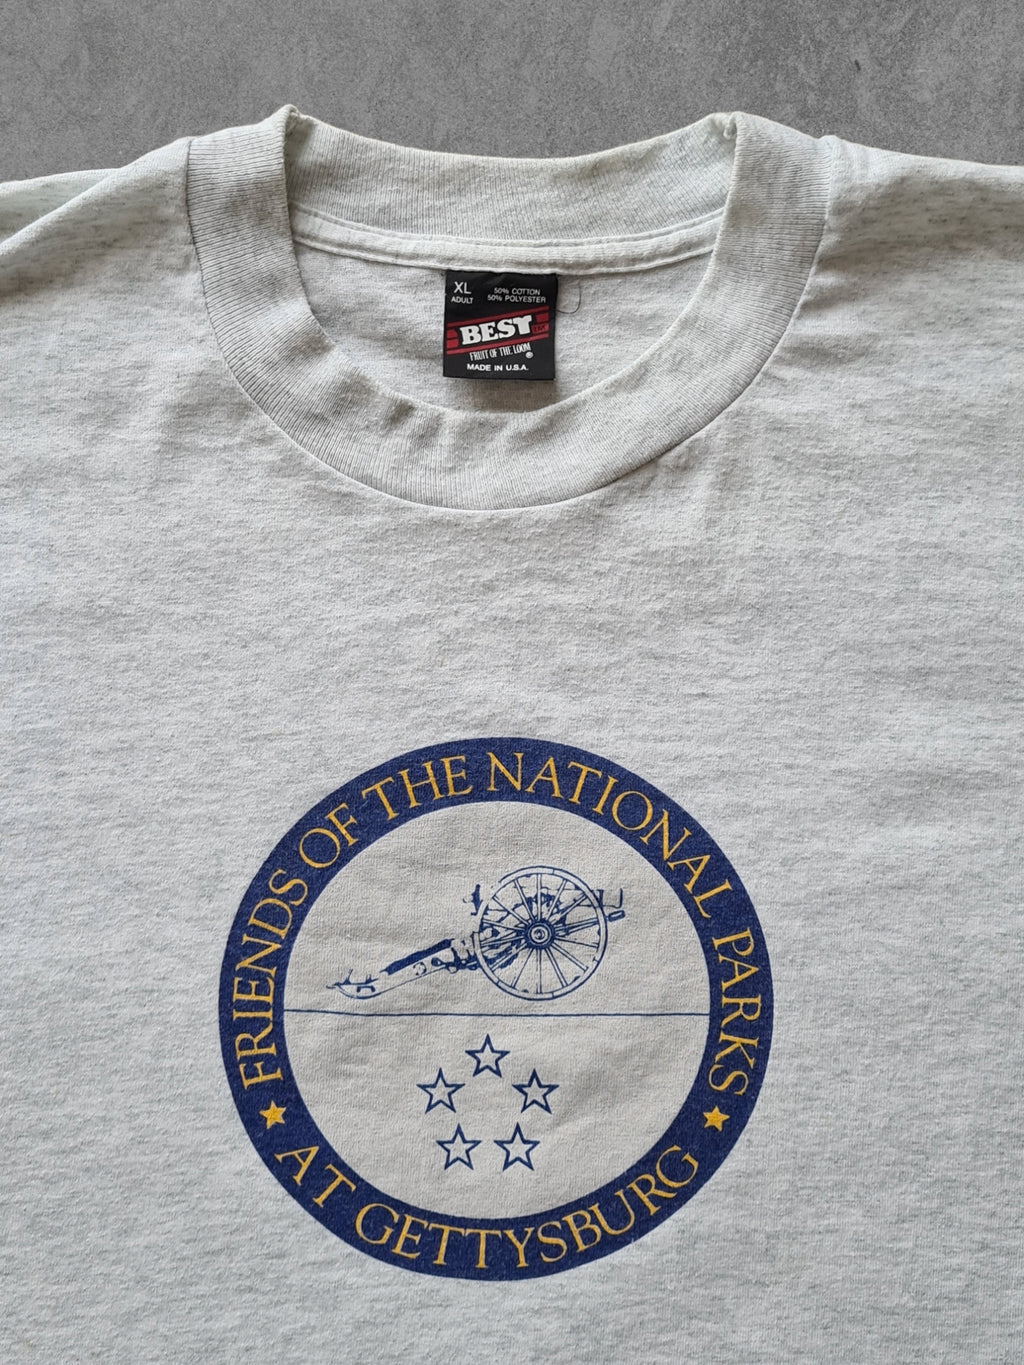 XL
ADULT
50% COTTON
50% POLYESTER
BEST
FRUIT OF THE LOOM ®
MADE IN U.S.A.
FRIENDS OF THE NATIONAL PARKS
AT GETTYSBURG